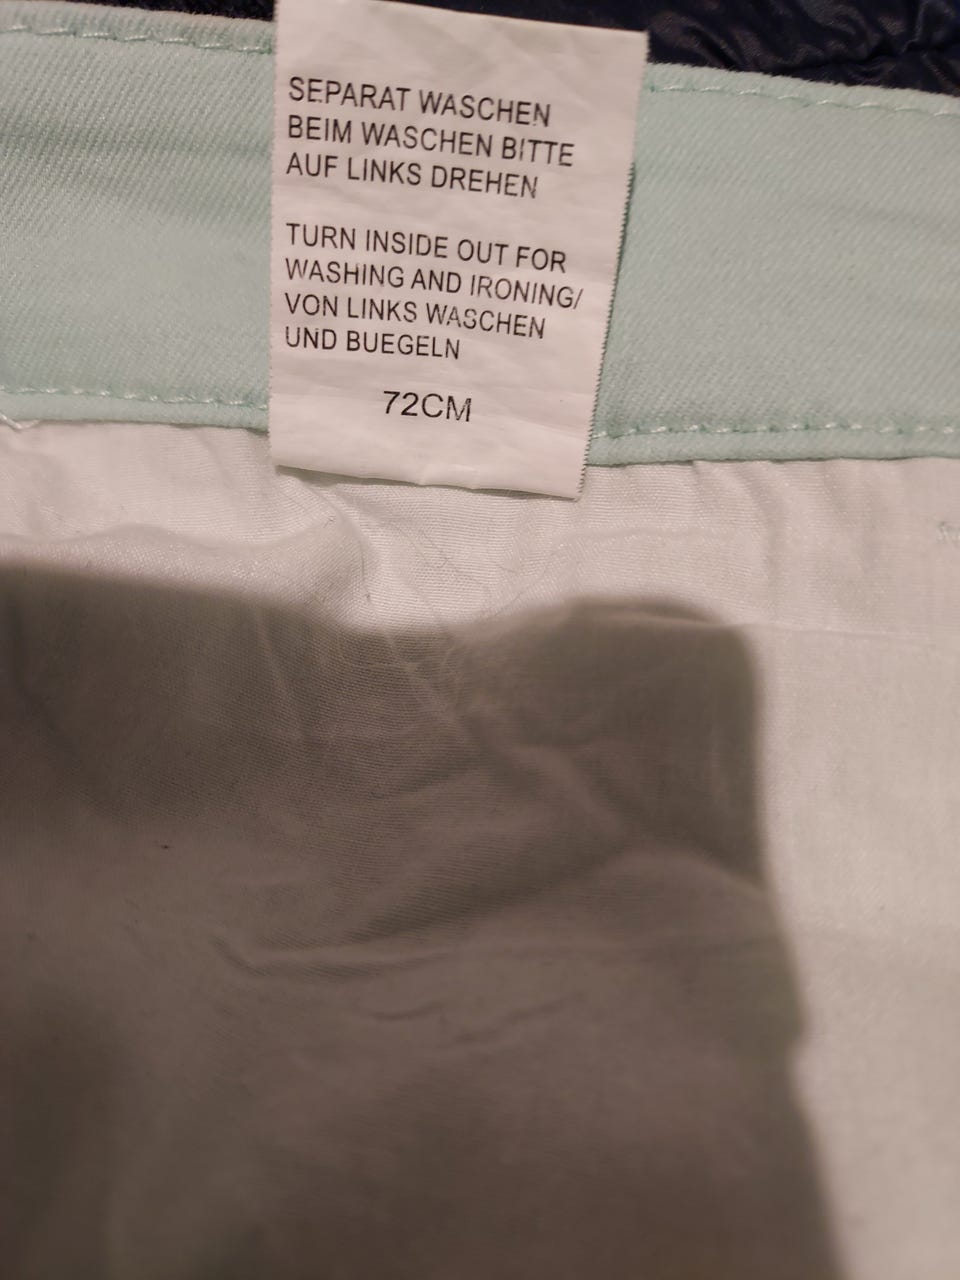 SEPARAT WASCHEN
BEIM WASCHEN BITTE
AUF LINKS DREHEN
TURN INSIDE OUT FOR
WASHING AND IRONING/
VON LINKS WASCHEN
UND BUEGELN
72CM